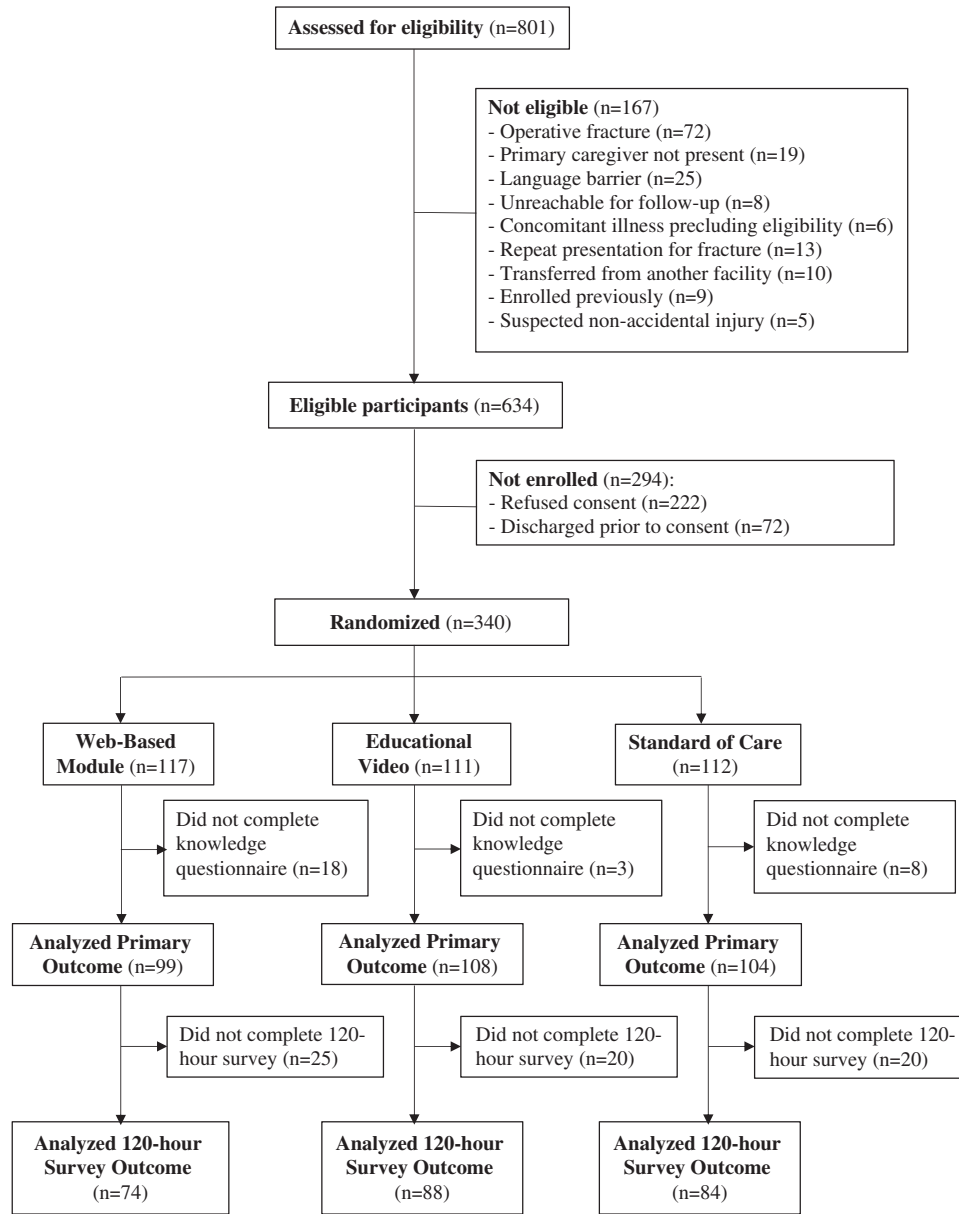 Assessed for eligibility (n=801)
Not eligible (n=167)
- Operative fracture (n=72)
- Primary caregiver not present (n=19)
- Language barrier (n=25)
- Unreachable for follow-up (n=8)
- Concomitant illness precluding eligibility (n=6)
- Repeat presentation for fracture (n=13)
- Transferred from another facility (n=10)
- Enrolled previously (n=9)
- Suspected non-accidental injury (n=5)
Eligible participants (n=634)
Not enrolled (n=294):
- Refused consent (n=222)
- Discharged prior to consent (n=72)
Randomized (n=340)
Web-Based
Module (n=117)
Educational
Video (n=111)
Standard of Care
(n=112)
Did not complete
knowledge
questionnaire (n=18)
Did not complete
knowledge
questionnaire (n=3)
Did not complete
knowledge
questionnaire (n=8)
Analyzed Primary
Outcome (n=99)
Analyzed Primary
Outcome (n=108)
Analyzed Primary
Outcome (n=104)
Did not complete 120-
hour survey (n=25)
Did not complete 120-
hour survey (n=20)
Did not complete 120-
hour survey (n=20)
Analyzed 120-hour
Survey Outcome
(n=74)
Analyzed 120-hour
Survey Outcome
(n=88)
Analyzed 120-hour
Survey Outcome
(n=84)